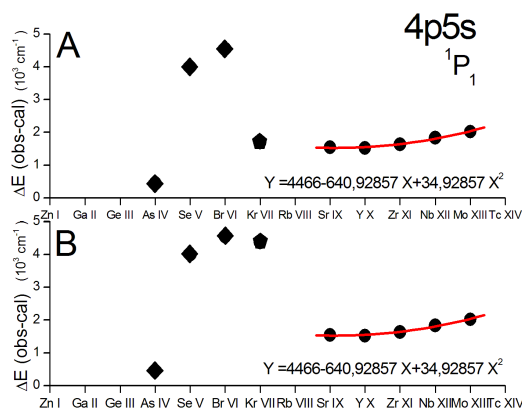 A
4p5s
¹P₁
ΔE (obs-cal) (10³ cm⁻¹)
5
4
3
2
1
0
Y =4466-640,92857 X+34,92857 X²
Zn I Ga II Ge III As IV Se V Br VI Kr VII Rb VIII Sr IX Y X Zr XI Nb XII Mo XIII Tc XIV
B
ΔE (obs-cal) (10³ cm⁻¹)
5
4
3
2
1
0
Y =4466-640,92857 X+34,92857 X²
Zn I Ga II Ge III As IV Se V Br VI Kr VII Rb VIII Sr IX Y X Zr XI Nb XII Mo XIII Tc XIV